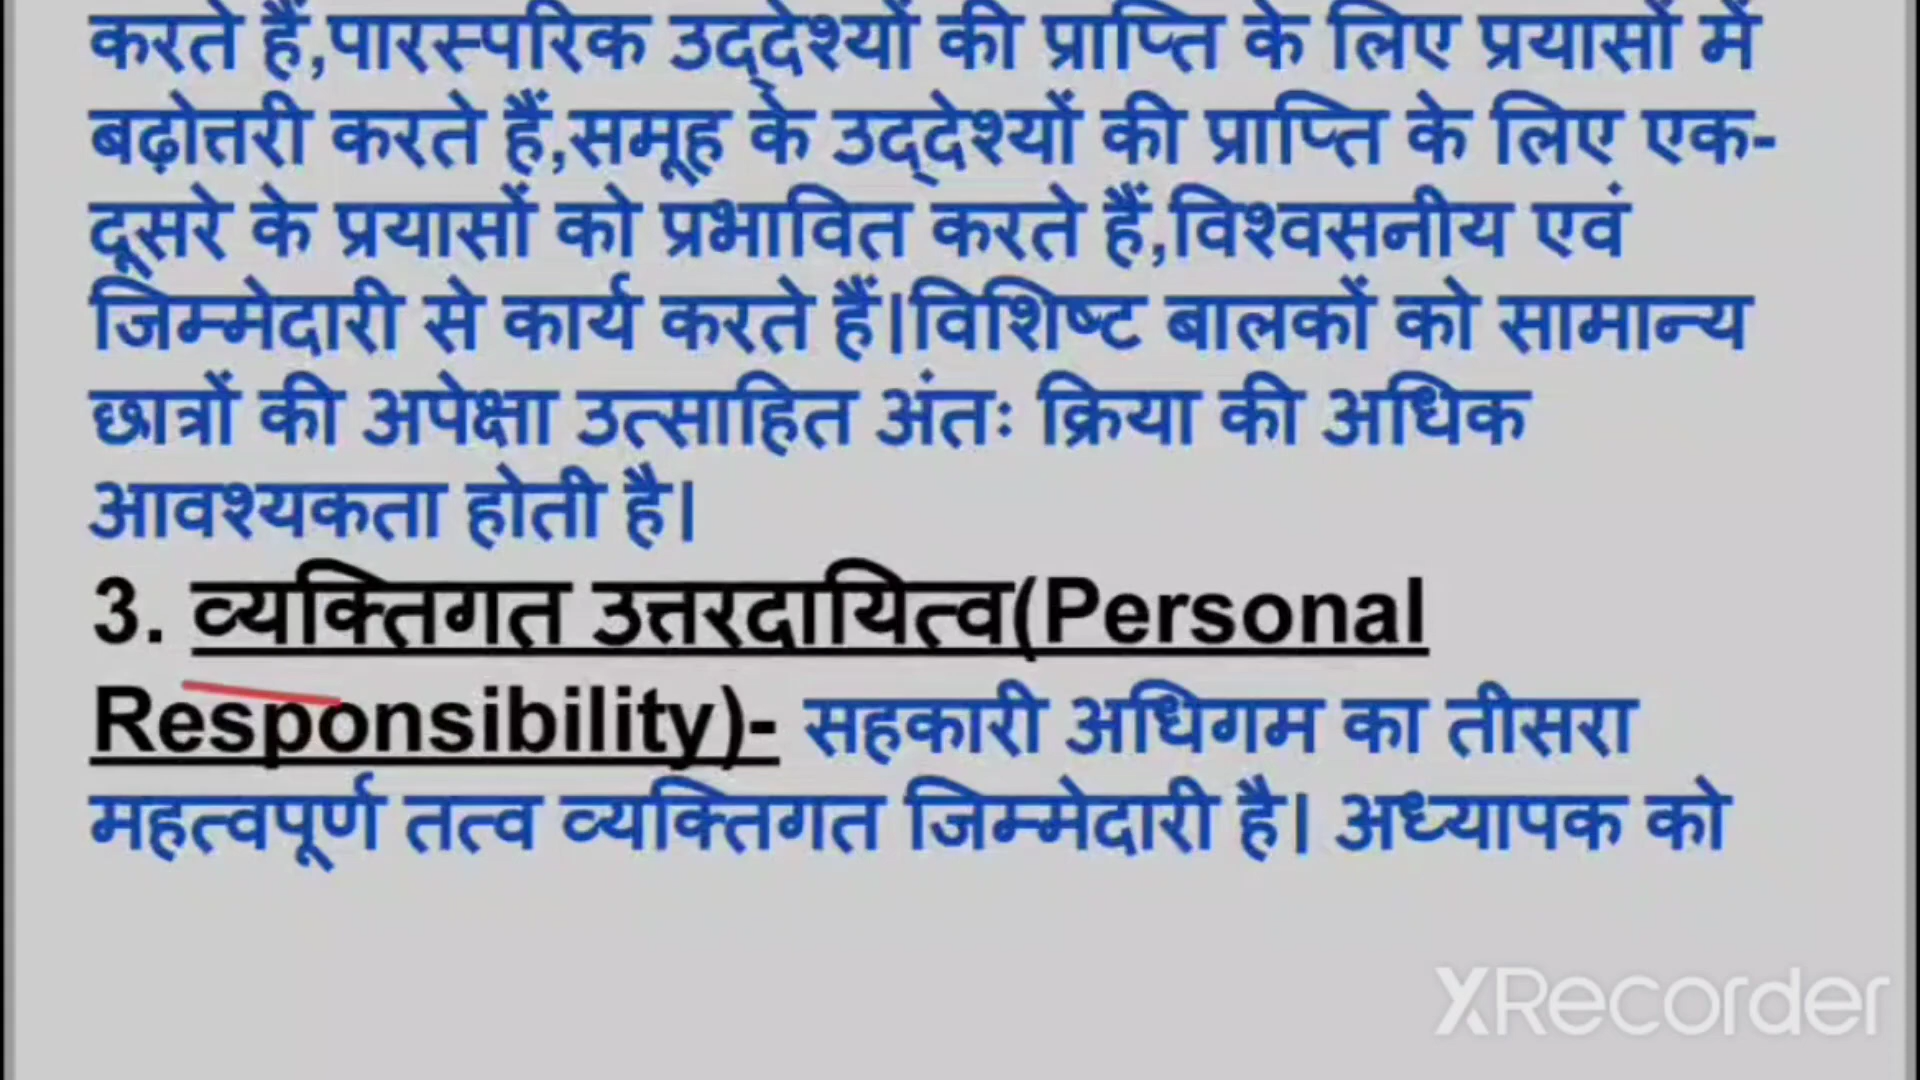 करते हैं,पारस्परिक उद्देश्यों की प्राप्ति के लिए प्रयासों में
बढ़ोत्तरी करते हैं,समूह के उद्देश्यों की प्राप्ति के लिए एक-
दूसरे के प्रयासों को प्रभावित करते हैं,विश्वसनीय एवं
जिम्मेदारी से कार्य करते हैं।विशिष्ट बालकों को सामान्य
छात्रों की अपेक्षा उत्साहित अंतः क्रिया की अधिक
आवश्यकता होती है।
3. व्यक्तिगत उत्तरदायित्व(Personal
Responsibility)- सहकारी अधिगम का तीसरा
महत्वपूर्ण तत्व व्यक्तिगत जिम्मेदारी है। अध्यापक को
XRecorder